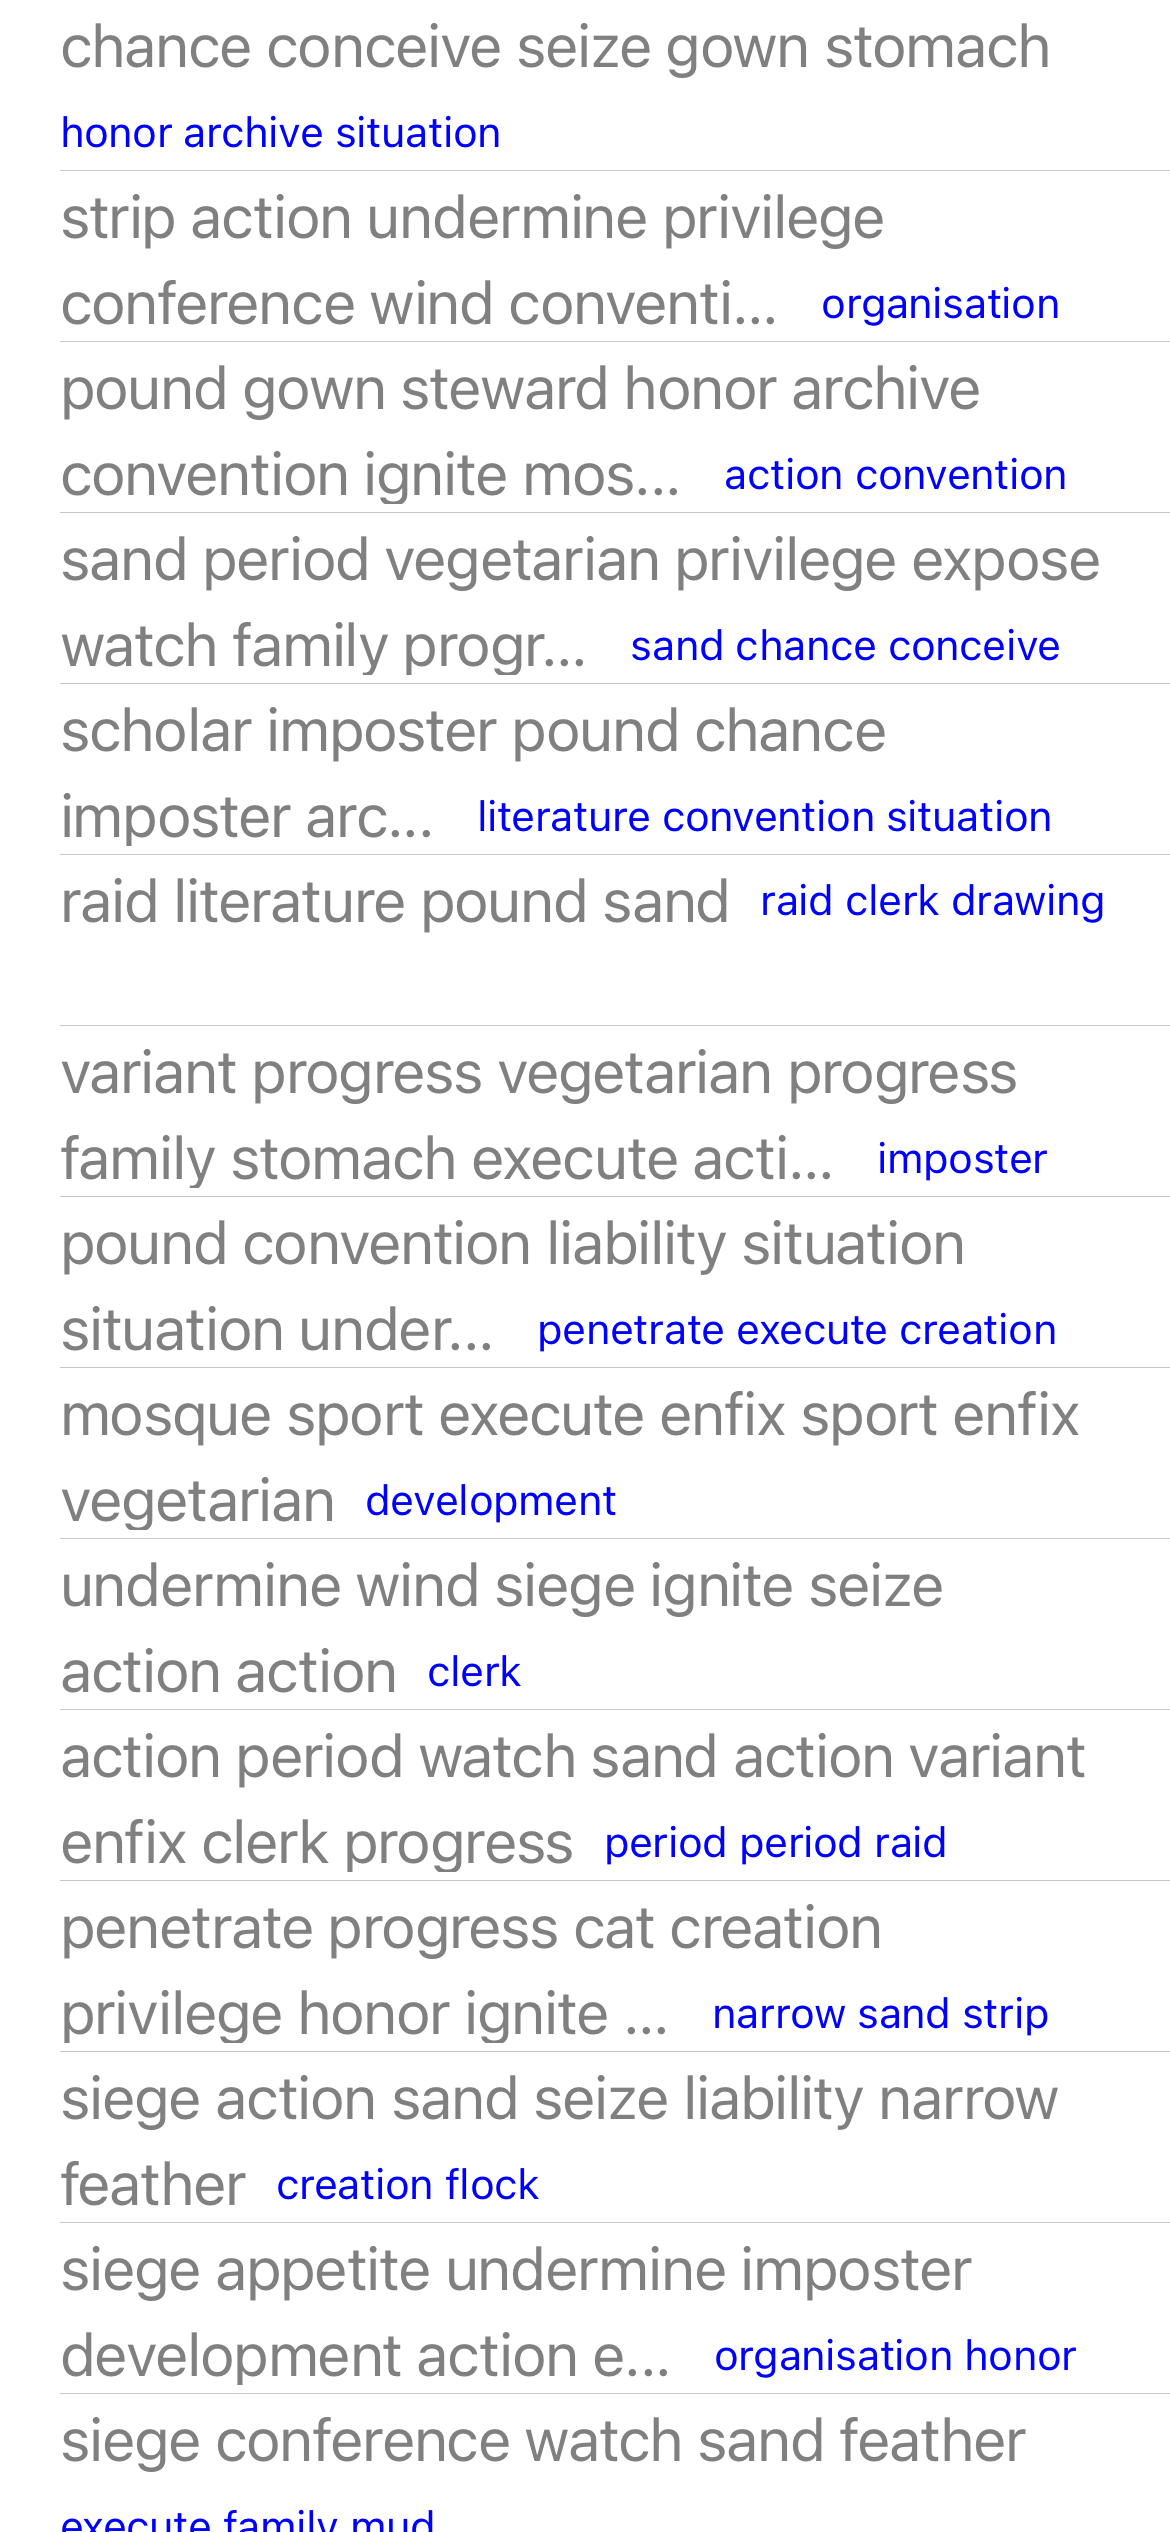 chance conceive seize gown stomach
honor archive situation
strip action undermine privilege
conference wind conventi... organisation
pound gown steward honor archive
convention ignite mos... action convention
sand period vegetarian privilege expose
watch family progr... sand chance conceive
scholar imposter pound chance
imposter arc... literature convention situation
raid literature pound sand raid clerk drawing
variant progress vegetarian progress
family stomach execute acti... imposter
pound convention liability situation
situation under... penetrate execute creation
mosque sport execute enfix sport enfix
vegetarian development
undermine wind siege ignite seize
action action clerk
action period watch sand action variant
enfix clerk progress period period raid
penetrate progress cat creation
privilege honor ignite ... narrow sand strip
siege action sand seize liability narrow
feather creation flock
siege appetite undermine imposter
development action e... organisation honor
siege conference watch sand feather
execute family mud